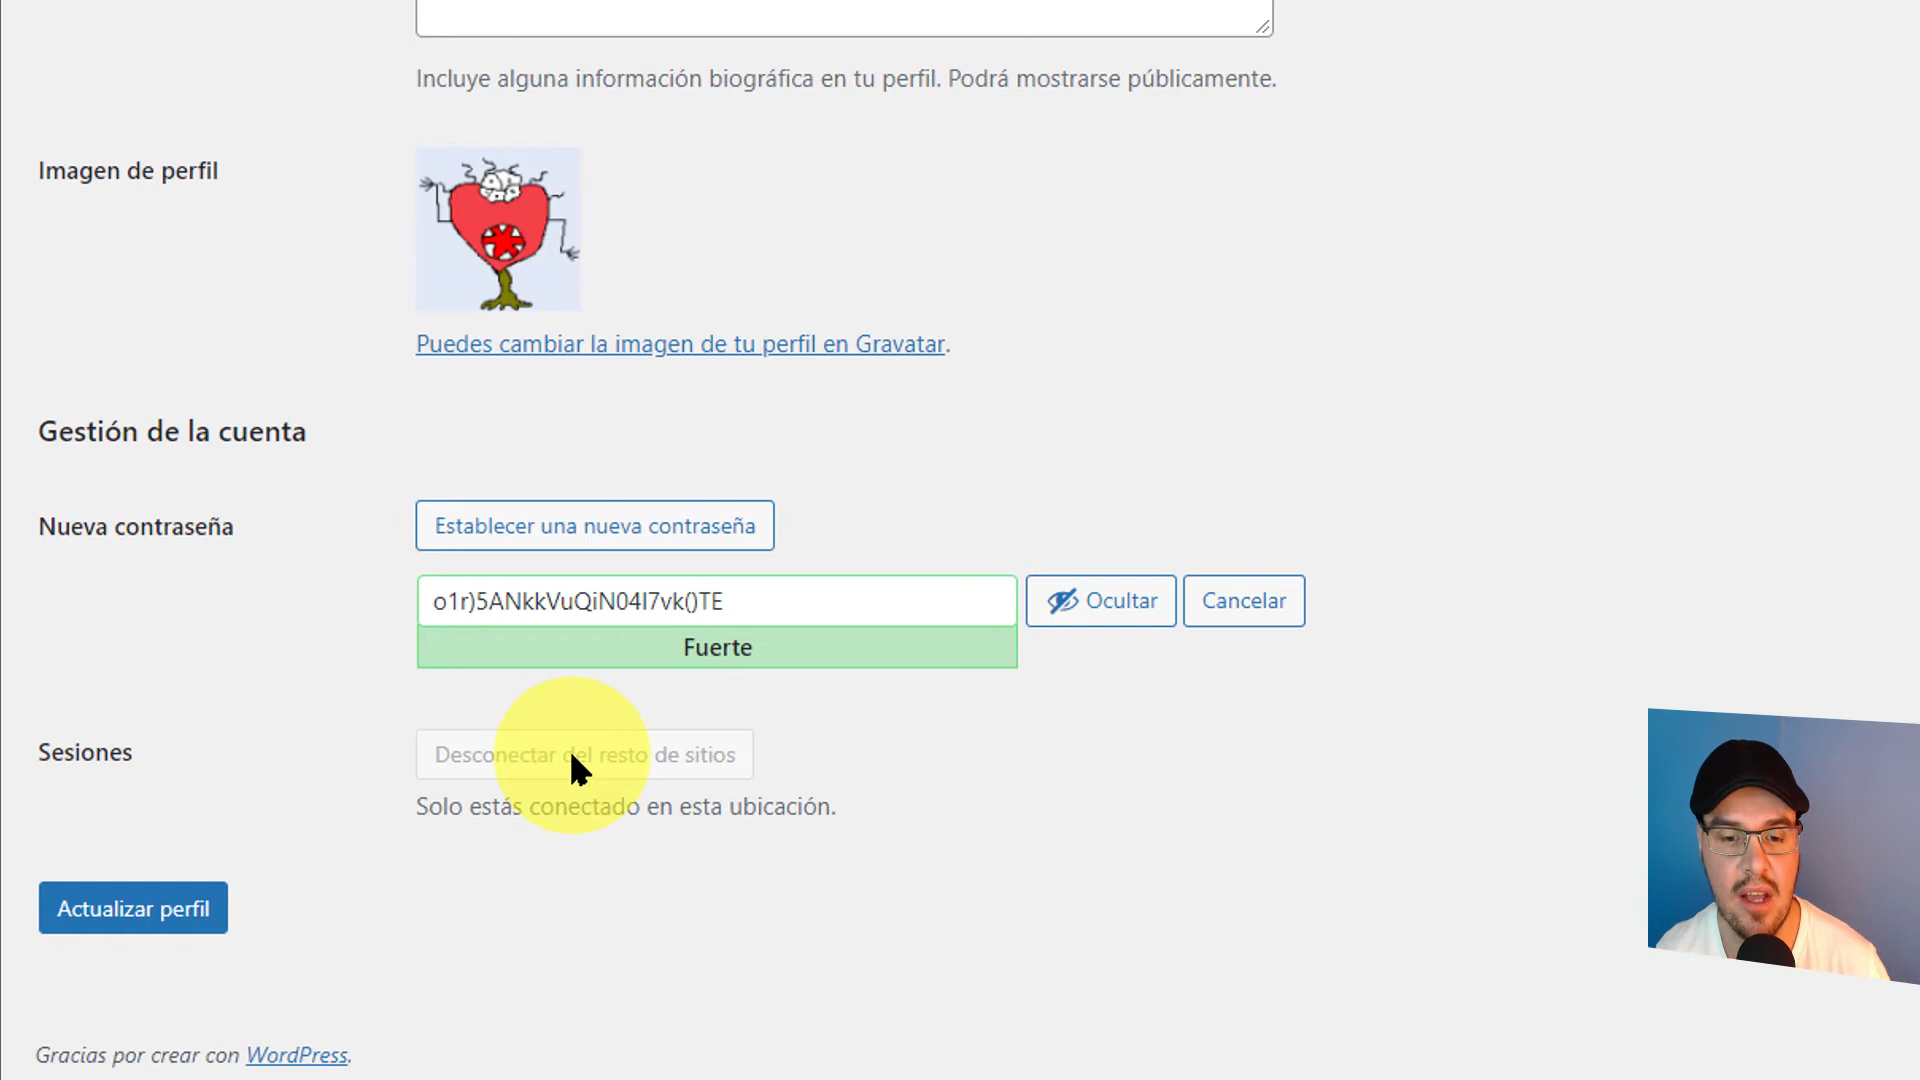 Incluye alguna información biográfica en tu perfil. Podrá mostrarse públicamente.
Imagen de perfil
Puedes cambiar la imagen de tu perfil en Gravatar.
Gestión de la cuenta
Nueva contraseña
Establecer una nueva contraseña
o1r)5ANkkVuQiN04I7vk()TE
Ocultar
Cancelar
Fuerte
Sesiones
Desconectar del resto de sitios
Solo estás conectado en esta ubicación.
Actualizar perfil
Gracias por crear con WordPress.